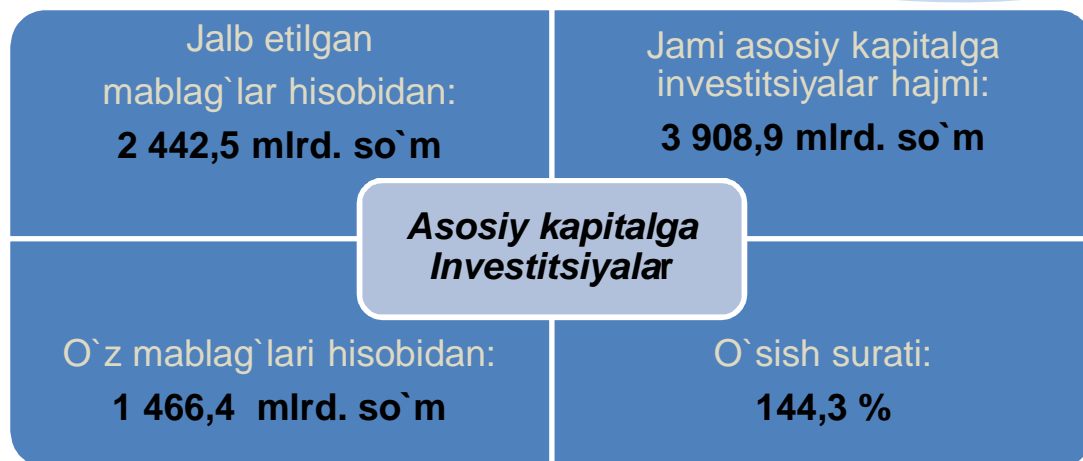 Jalb etilgan
mablag`lar hisobidan:
2 442,5 mlrd. so`m
Jami asosiy kapitalga
investitsiyalar hajmi:
3 908,9 mlrd. so`m
Asosiy kapitalga
Investitsiyalar
O`z mablag`lari hisobidan:
1 466,4 mlrd. so`m
O`sish surati:
144,3 %